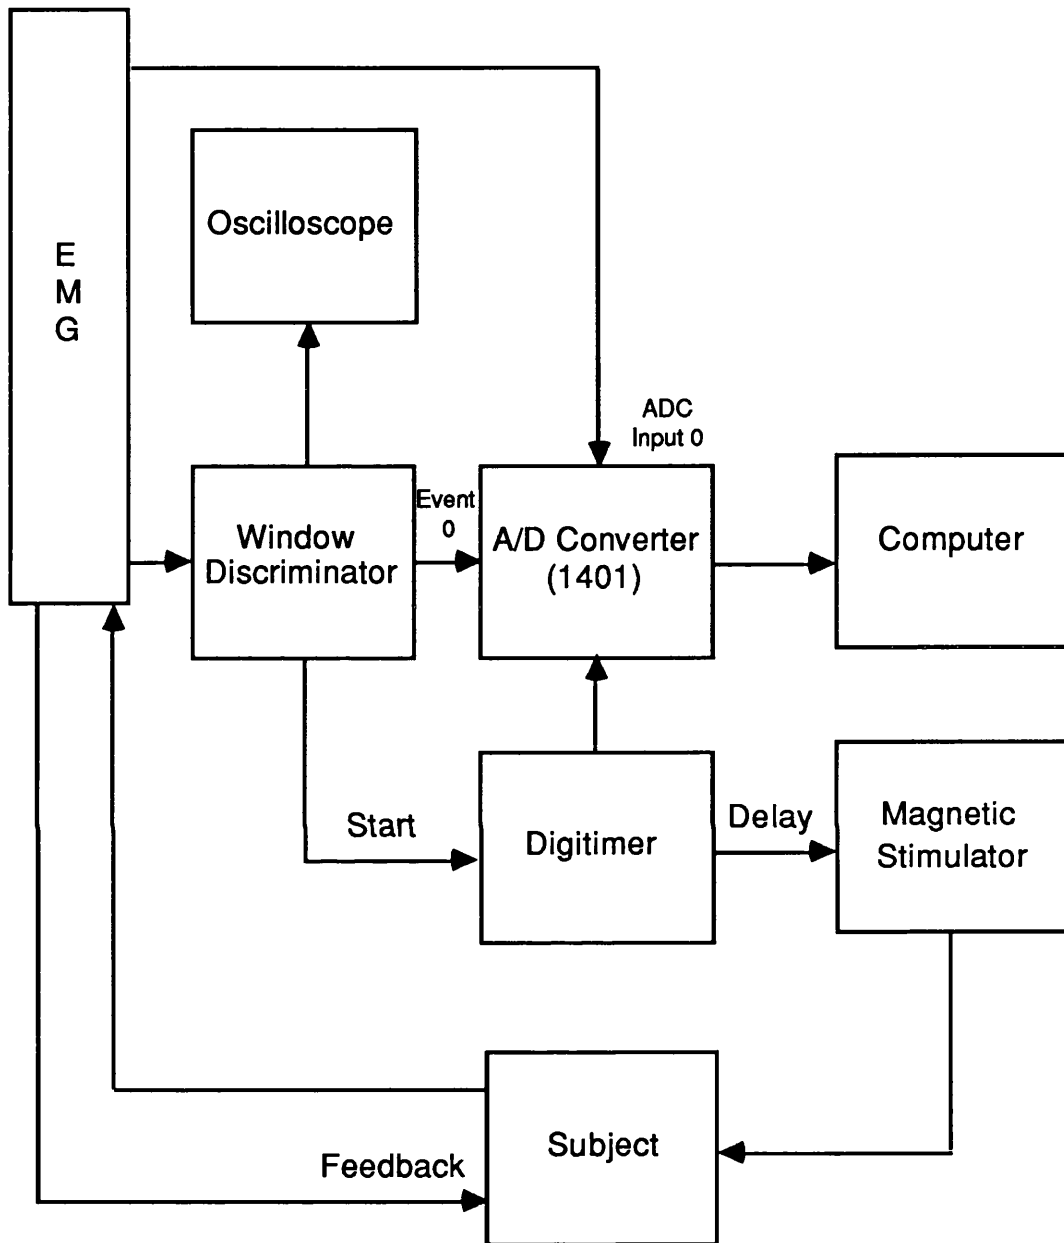 E
M
G
Oscilloscope
ADC
Input 0
Event
0
Window
Discriminator
A/D Converter
(1401)
Computer
Start
Digitimer
Delay
Magnetic
Stimulator
Subject
Feedback